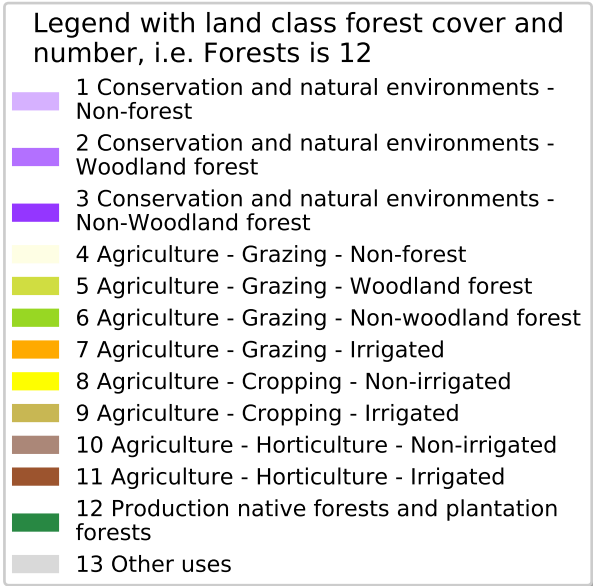 Legend with land class forest cover and
number, i.e. Forests is 12
1 Conservation and natural environments -
Non-forest
2 Conservation and natural environments -
Woodland forest
3 Conservation and natural environments -
Non-Woodland forest
4 Agriculture - Grazing - Non-forest
5 Agriculture - Grazing - Woodland forest
6 Agriculture - Grazing - Non-woodland forest
7 Agriculture - Grazing - Irrigated
8 Agriculture - Cropping - Non-irrigated
9 Agriculture - Cropping - Irrigated
10 Agriculture - Horticulture - Non-irrigated
11 Agriculture - Horticulture - Irrigated
12 Production native forests and plantation
forests
13 Other uses